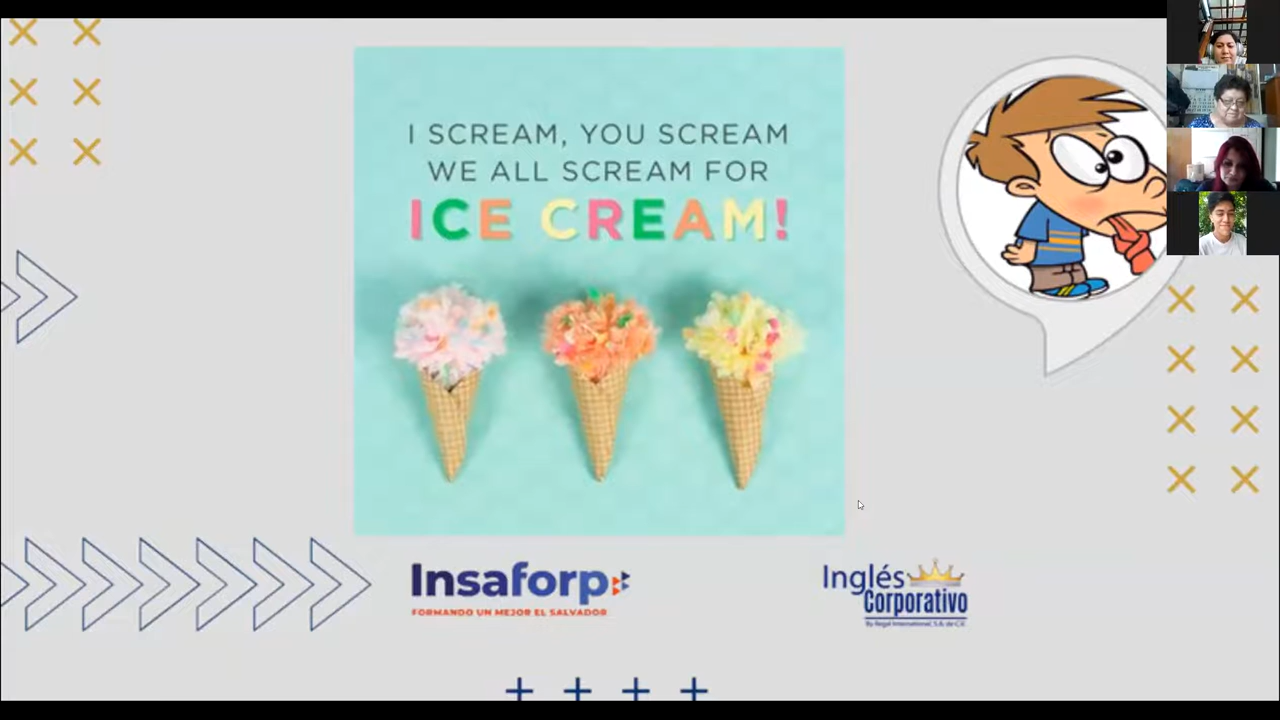 I SCREAM, YOU SCREAM
WE ALL SCREAM FOR
ICE CREAM!
Insaforp
FORMANDO UN MEJOR EL SALVADOR
Inglés
Corporativo
By Regal International, S.A. de C.V.